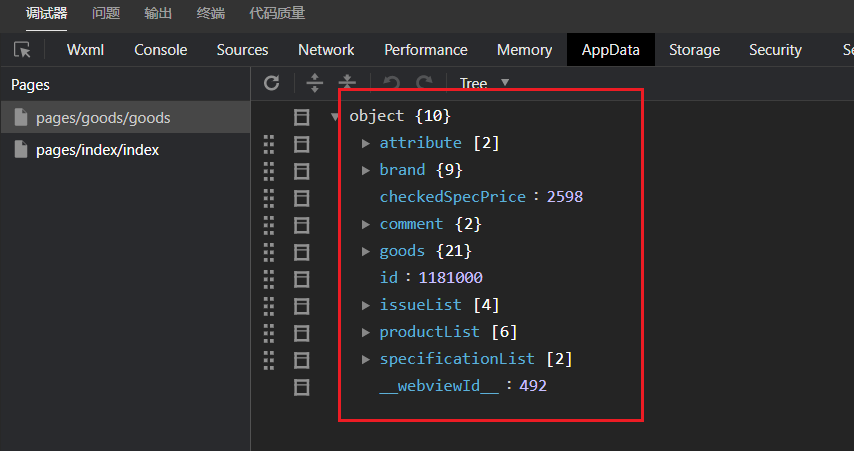 调试器 问题 输出 终端 代码质量
Wxml Console Sources Network Performance Memory AppData Storage Security Se
Pages
Tree
pages/goods/goods
pages/index/index
object {10}
attribute [2]
brand {9}
checkedSpecPrice : 2598
comment {2}
goods {21}
id : 1181000
issueList [4]
productList [6]
specificationList [2]
__webviewId__ : 492